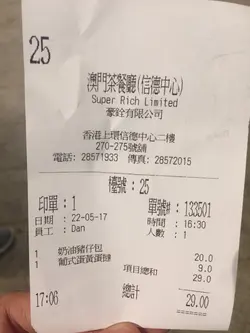 25
澳門茶餐廳(信德中心)
Super Rich Limited
豪銓有限公司
香港上環信德中心二樓
270-275號舖
電話: 28571933 傳真: 28572015
檯號：25
印單：1 單號#：133501
日期：22-05-17 時間：16:30
員工：Dan 人數：1
1 奶油豬仔包 20.0
1 葡式蛋黃蛋撻 9.0
項目總和 29.00
17:06 總計 29.00